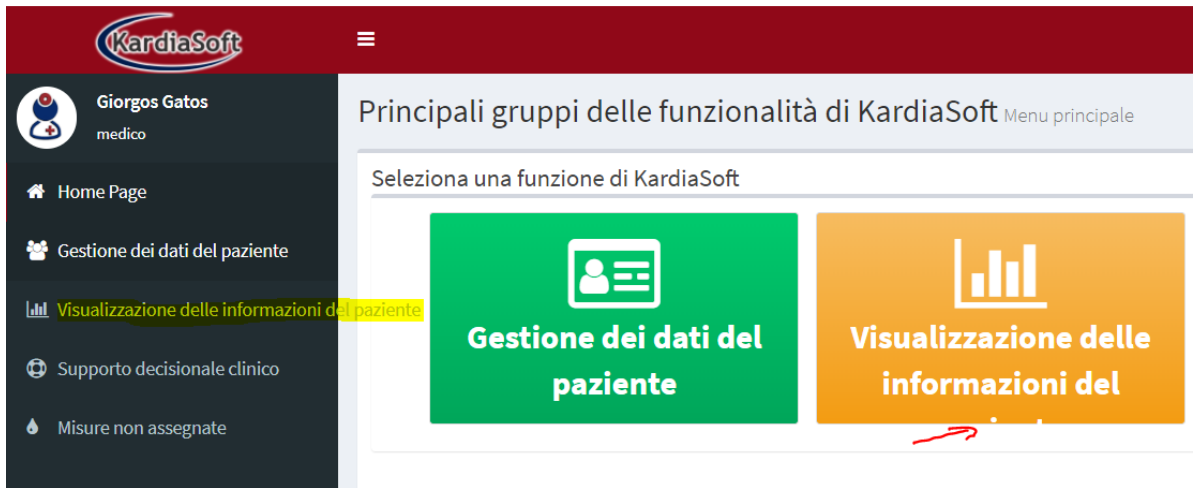 KardiaSoft
Giorgos Gatos
medico
Home Page
Gestione dei dati del paziente
Visualizzazione delle informazioni del paziente
Supporto decisionale clinico
Misure non assegnate
Principali gruppi delle funzionalità di KardiaSoft Menu principale
Seleziona una funzione di KardiaSoft
Gestione dei dati del
paziente
Visualizzazione delle
informazioni del